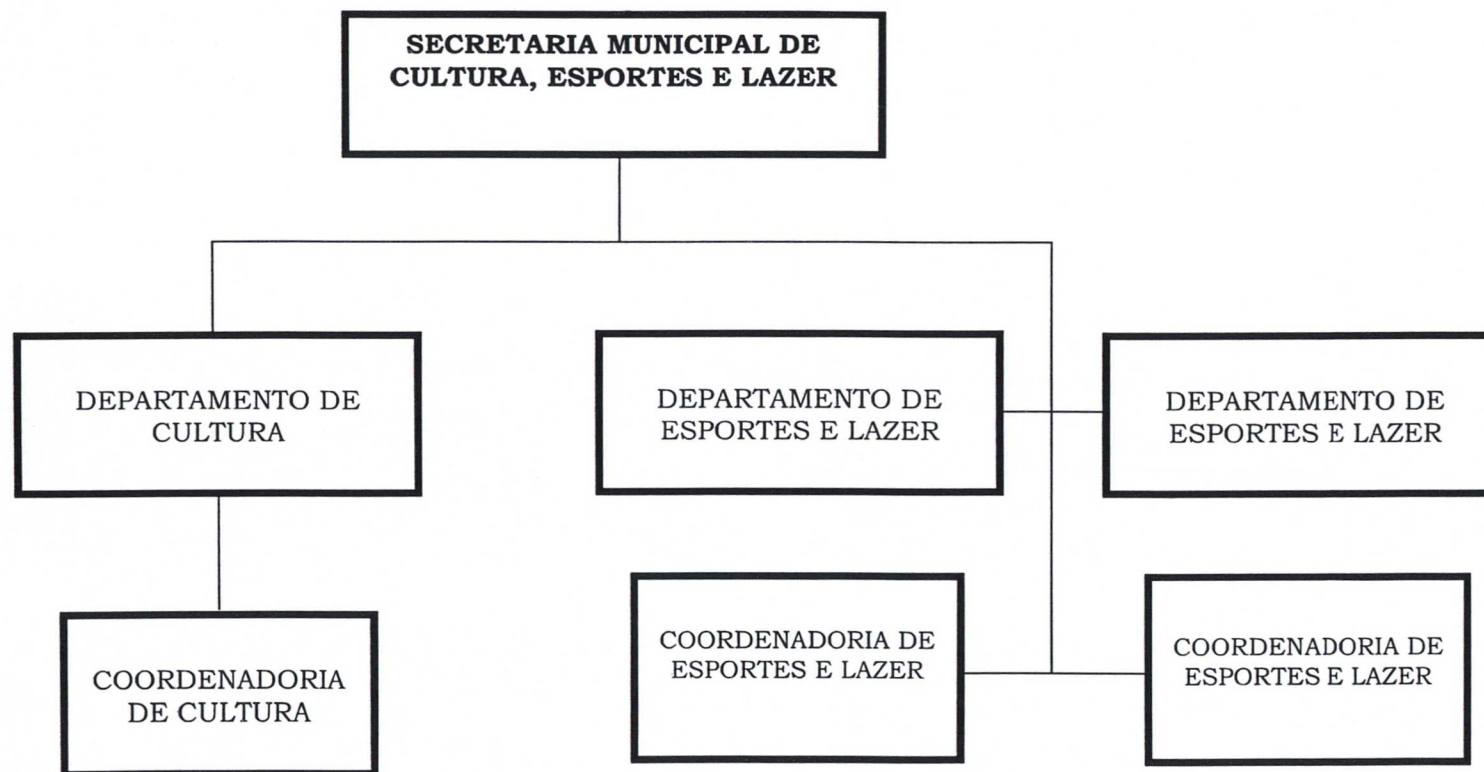 SECRETARIA MUNICIPAL DE
CULTURA, ESPORTES E LAZER
DEPARTAMENTO DE
CULTURA
DEPARTAMENTO DE
ESPORTES E LAZER
DEPARTAMENTO DE
ESPORTES E LAZER
COORDENADORIA
DE CULTURA
COORDENADORIA DE
ESPORTES E LAZER
COORDENADORIA DE
ESPORTES E LAZER